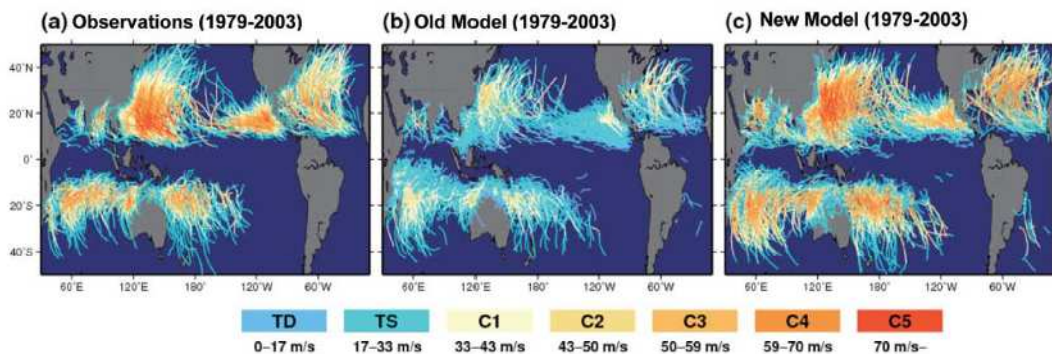 (a) Observations (1979-2003)
(b) Old Model (1979-2003)
(c) New Model (1979-2003)
40˚N
20˚N
0˚
20˚S
40˚S
60˚E 120˚E 180˚ 120˚W 60˚W
60˚E 120˚E 180˚ 120˚W 60˚W
60˚E 120˚E 180˚ 120˚W 60˚W
TD TS C1 C2 C3 C4 C5
0–17 m/s 17–33 m/s 33–43 m/s 43–50 m/s 50–59 m/s 59–70 m/s 70 m/s–